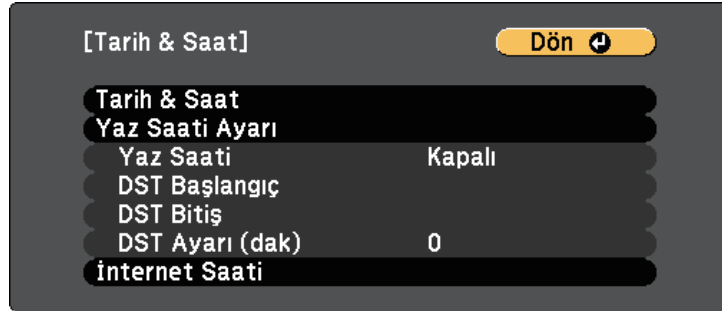 [Tarih & Saat]
Dön
Tarih & Saat
Yaz Saati Ayarı
Yaz Saati Kapalı
DST Başlangıç
DST Bitiş
DST Ayarı (dak) 0
İnternet Saati